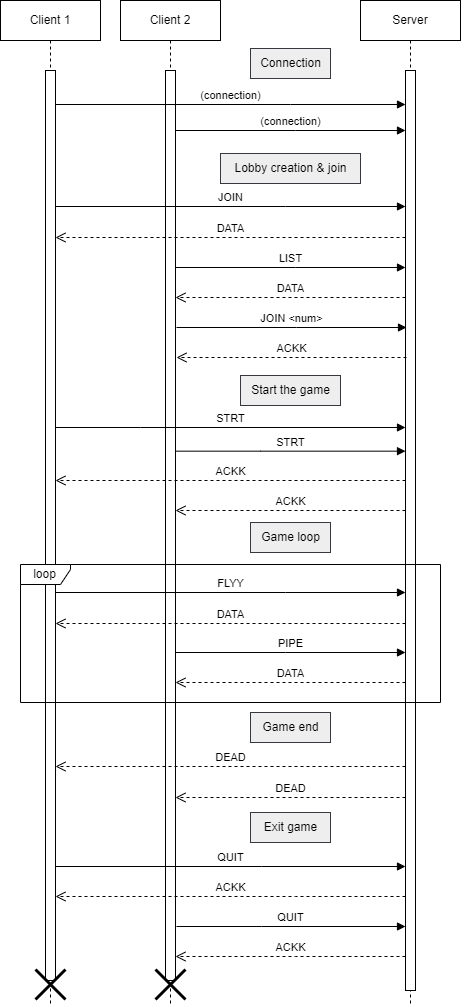 Client 1
Client 2
Server
Connection
(connection)
(connection)
Lobby creation & join
JOIN
DATA
LIST
DATA
JOIN <num>
ACKK
Start the game
STRT
STRT
ACKK
ACKK
Game loop
loop
FLYY
DATA
PIPE
DATA
Game end
DEAD
DEAD
Exit game
QUIT
ACKK
QUIT
ACKK